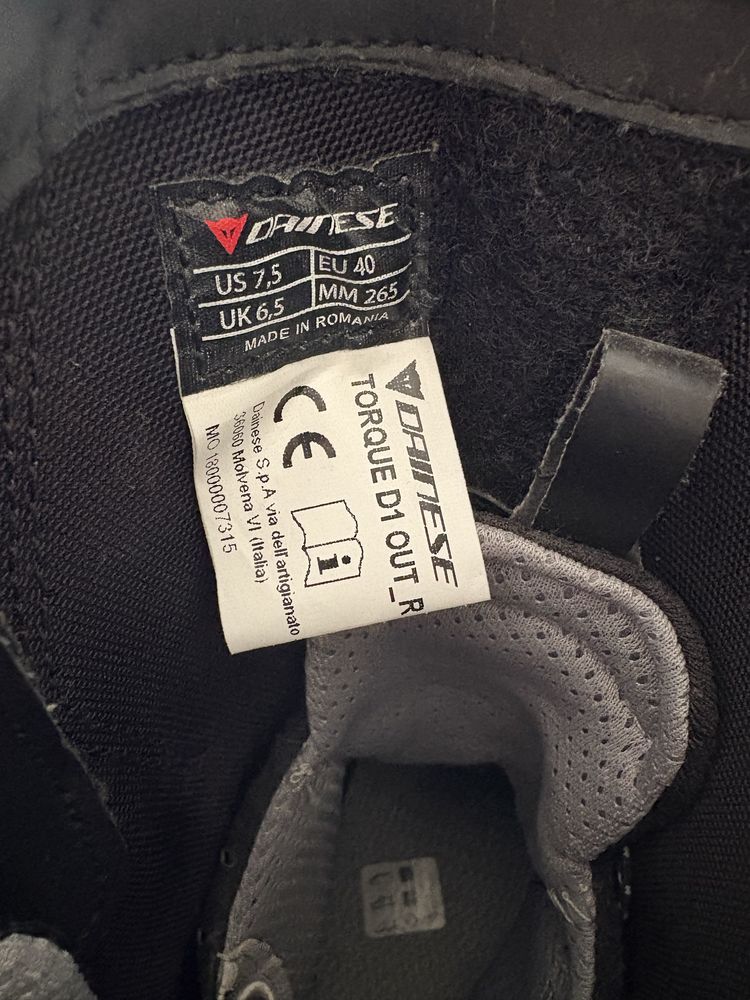 DAINESE
US 7,5 EU 40
UK 6,5 MM 265
MADE IN ROMANIA
DAINESE
TORQUE D1 OUT_R
CE
i
Dainese S.p.A via dell'artigianato
36060 Molvena VI (Italia)
MO 18000007315